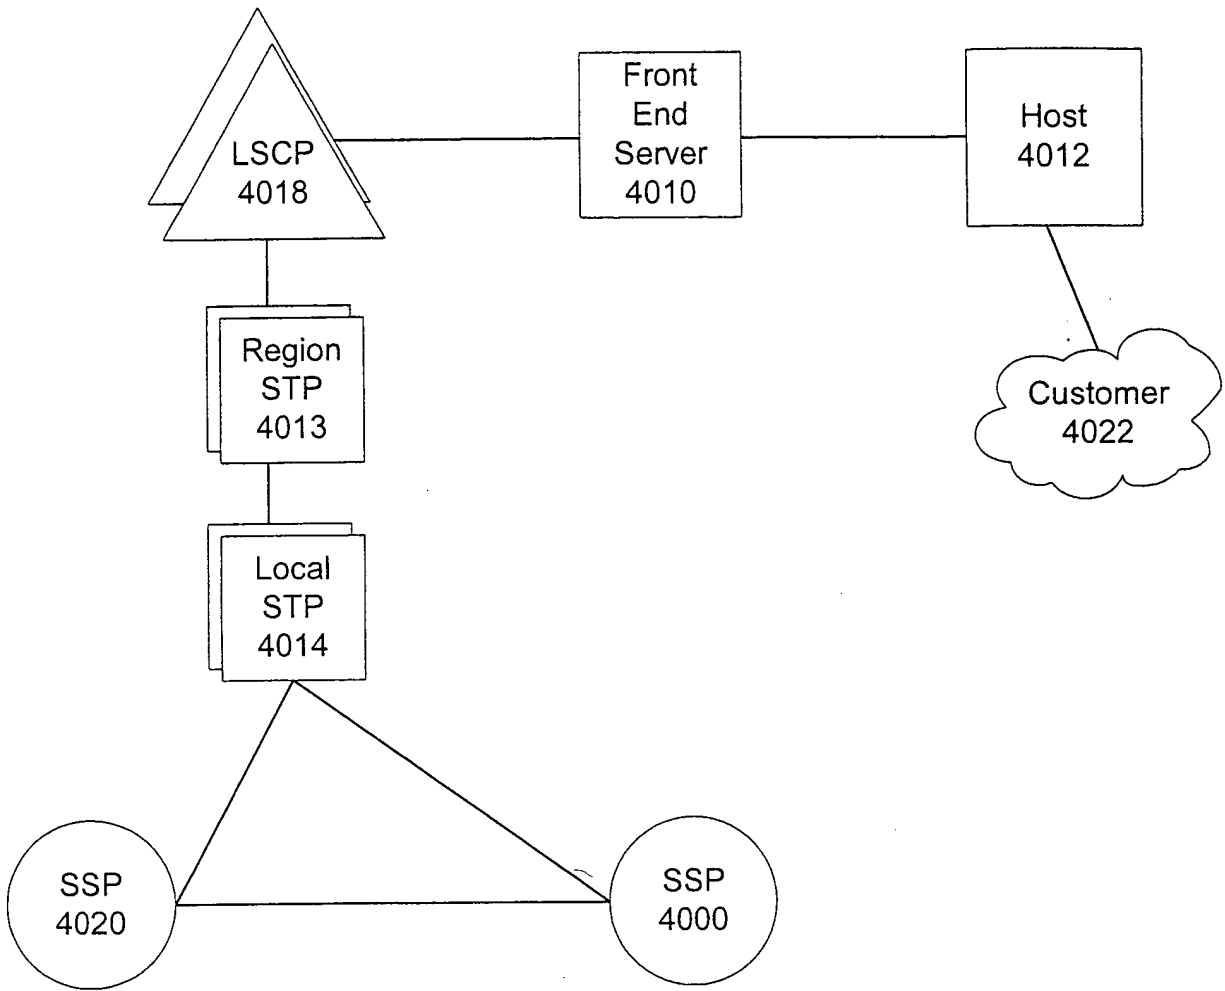 LSCP
4018
Front
End
Server
4010
Host
4012
Region
STP
4013
Customer
4022
Local
STP
4014
SSP
4020
SSP
4000